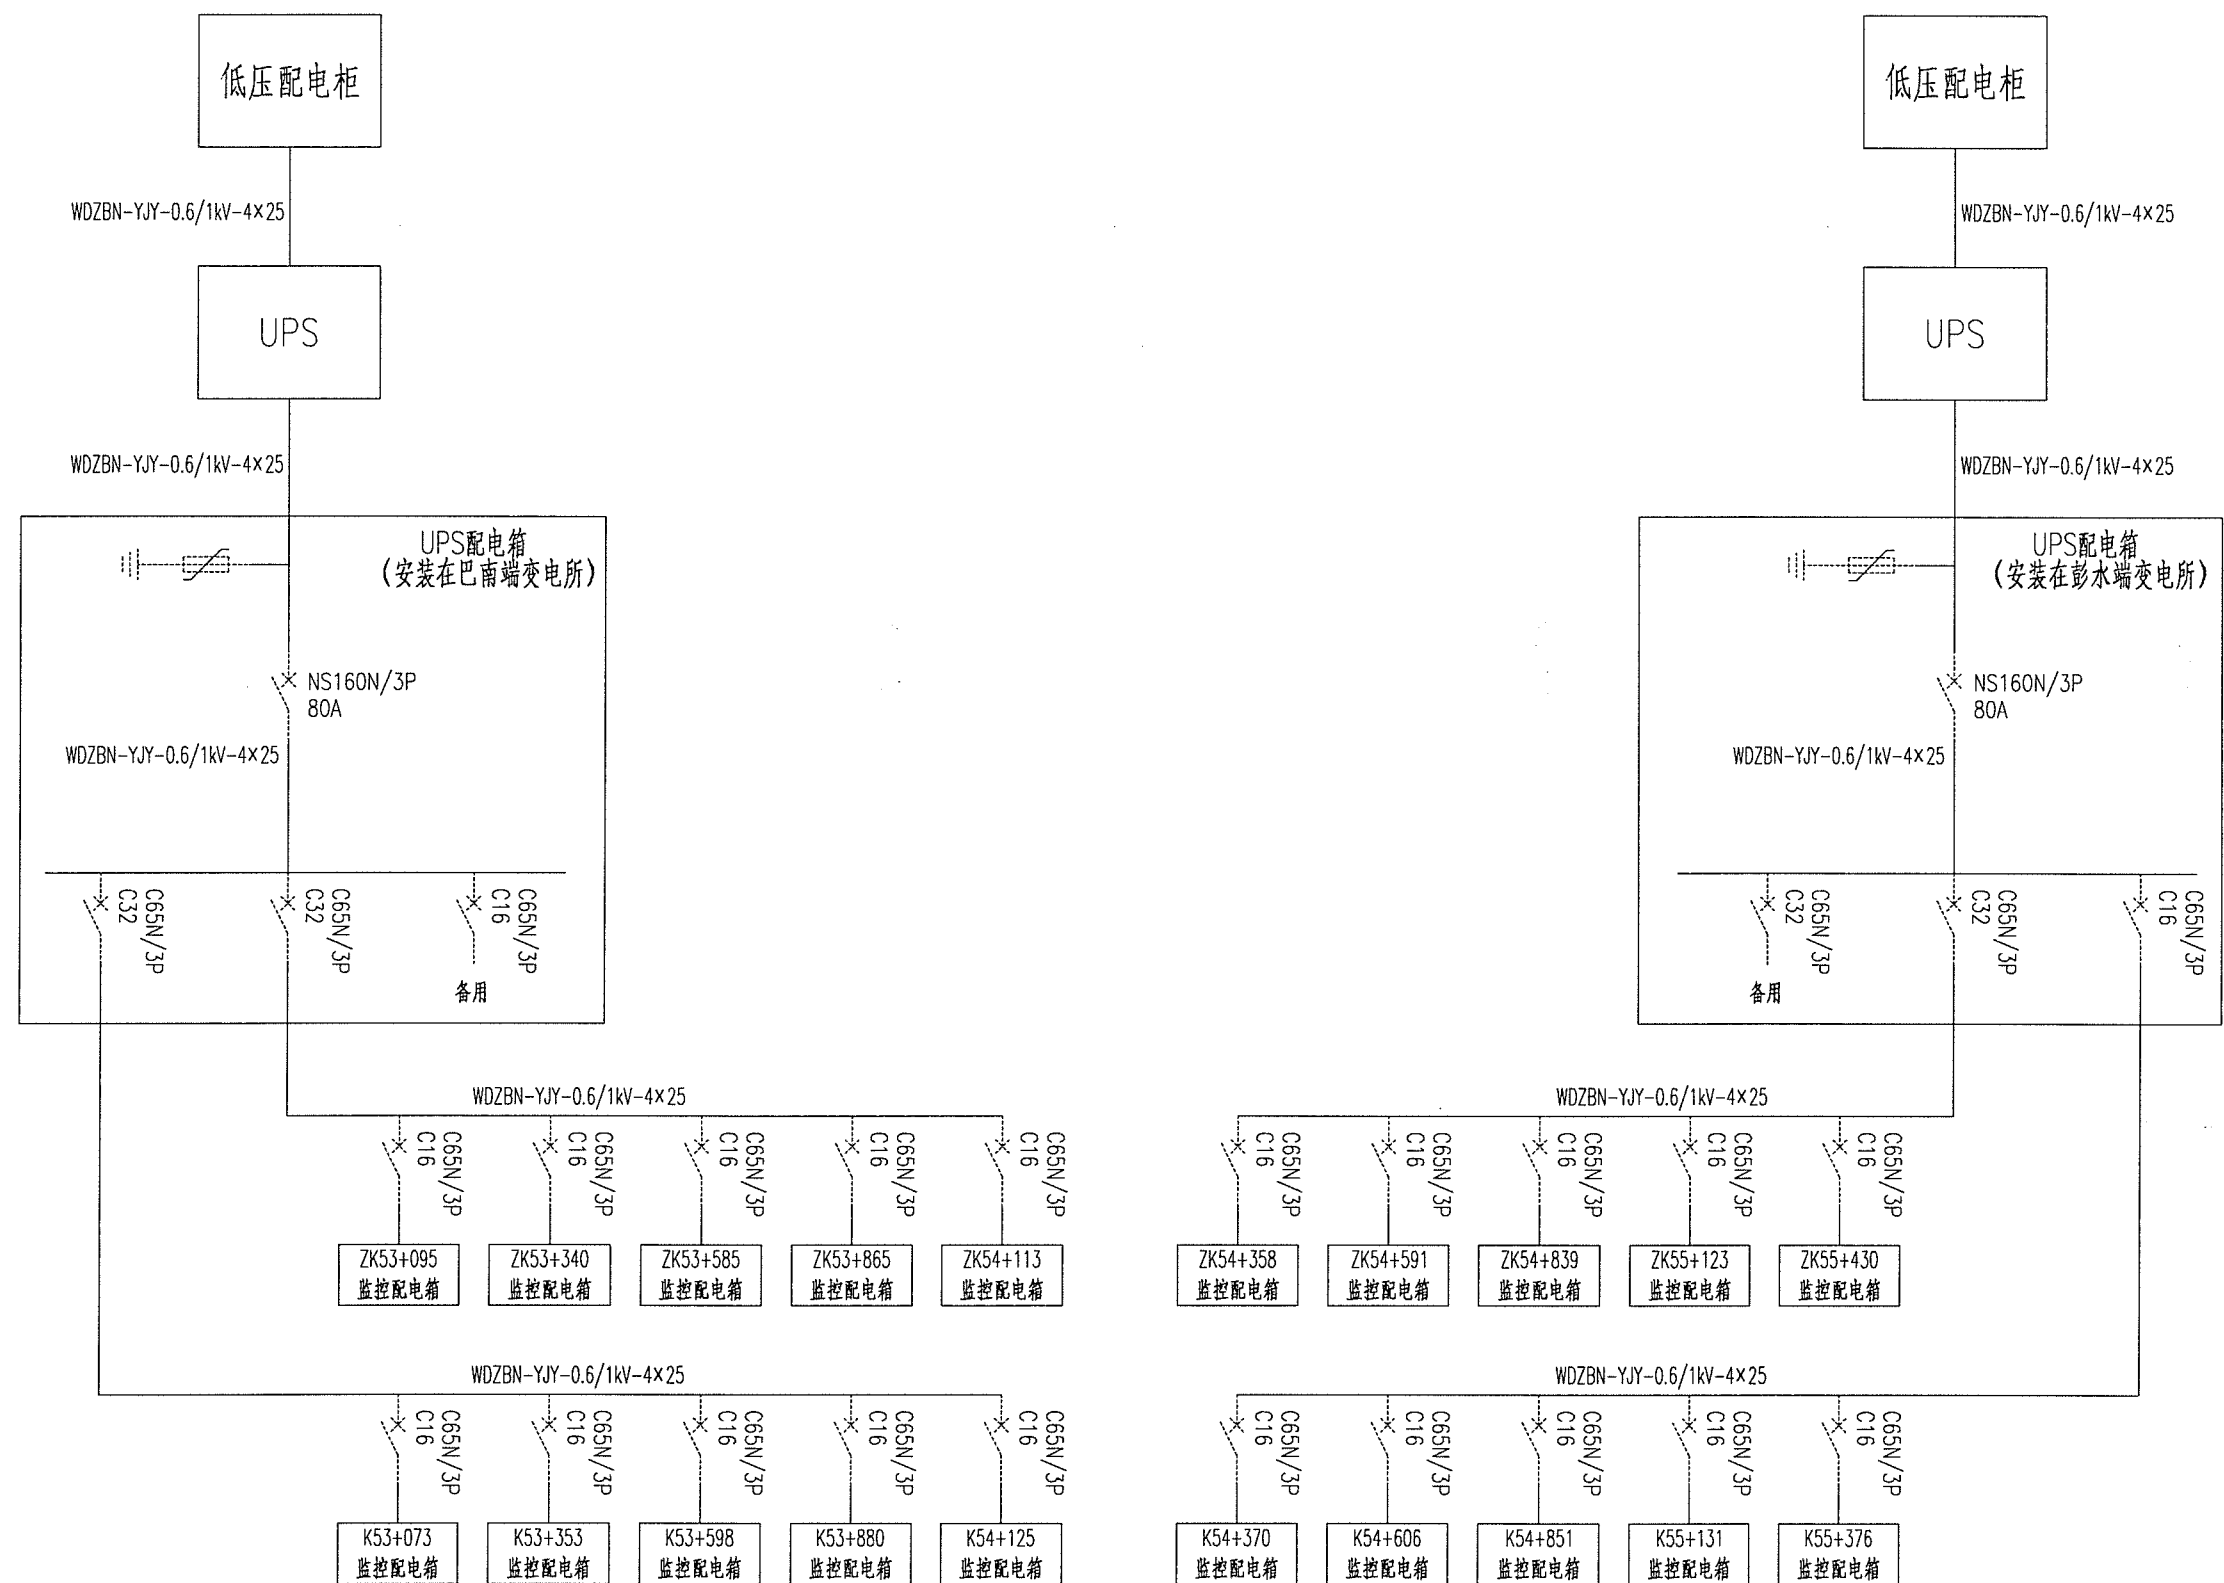 低压配电柜
WDZBN-YJY-0.6/1kV-4×25
UPS
WDZBN-YJY-0.6/1kV-4×25
UPS配电箱
(安装在巴南端变电所)
NS160N/3P
80A
WDZBN-YJY-0.6/1kV-4×25
C65N/3P
C32
C65N/3P
C32
C65N/3P
C16
备用
WDZBN-YJY-0.6/1kV-4×25
C65N/3P
C16
C65N/3P
C16
C65N/3P
C16
C65N/3P
C16
C65N/3P
C16
ZK53+095
监控配电箱
ZK53+340
监控配电箱
ZK53+585
监控配电箱
ZK53+865
监控配电箱
ZK54+113
监控配电箱
WDZBN-YJY-0.6/1kV-4×25
C65N/3P
C16
C65N/3P
C16
C65N/3P
C16
C65N/3P
C16
C65N/3P
C16
K53+073
监控配电箱
K53+353
监控配电箱
K53+598
监控配电箱
K53+880
监控配电箱
K54+125
监控配电箱
低压配电柜
WDZBN-YJY-0.6/1kV-4×25
UPS
WDZBN-YJY-0.6/1kV-4×25
UPS配电箱
(安装在彭水端变电所)
NS160N/3P
80A
WDZBN-YJY-0.6/1kV-4×25
C65N/3P
C32
备用
C65N/3P
C32
C65N/3P
C16
WDZBN-YJY-0.6/1kV-4×25
C65N/3P
C16
C65N/3P
C16
C65N/3P
C16
C65N/3P
C16
C65N/3P
C16
ZK54+358
监控配电箱
ZK54+591
监控配电箱
ZK54+839
监控配电箱
ZK55+123
监控配电箱
ZK55+430
监控配电箱
WDZBN-YJY-0.6/1kV-4×25
C65N/3P
C16
C65N/3P
C16
C65N/3P
C16
C65N/3P
C16
C65N/3P
C16
K54+370
监控配电箱
K54+606
监控配电箱
K54+851
监控配电箱
K55+131
监控配电箱
K55+376
监控配电箱